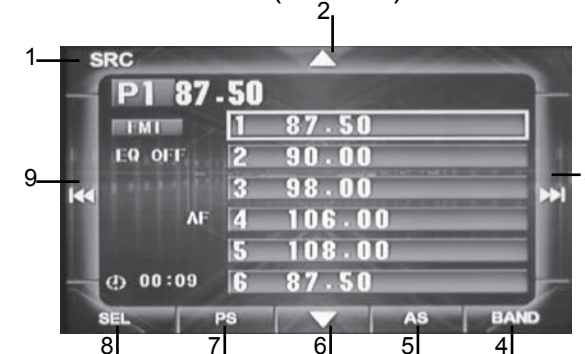 2
1 SRC
P1 87.50
FM1
1 87.50
EQ OFF
2 90.00
3 98.00
9
AF
4 106.00
5 108.00
00:09
6 87.50
SEL PS AS BAND
8 7 6 5 4